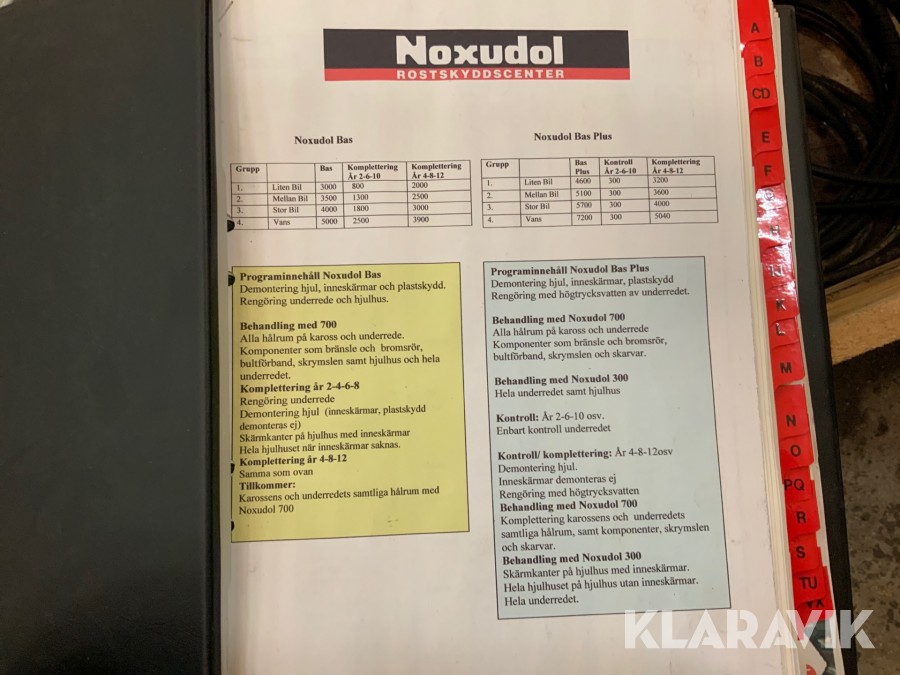 Noxudol
ROSTSKYDDSCENTER
Noxudol Bas
Grupp Bas Komplettering År 2-6-10 Komplettering År 4-8-12
1. Liten Bil 3000 800 2000
2. Mellan Bil 3500 1300 2500
3. Stor Bil 4000 1800 3000
4. Vans 5000 2500 3900
Noxudol Bas Plus
Grupp Bas Plus Kontroll År 2-6-10 Komplettering År 4-8-12
1. Liten Bil 4600 300 3200
2. Mellan Bil 5100 300 3600
3. Stor Bil 5700 300 4000
4. Vans 7200 300 5040
Programinnehåll Noxudol Bas
Demontering hjul, inneskärmar och plastskydd.
Rengöring underrede och hjulhus.
Behandling med 700
Alla hålrum på kaross och underrede.
Komponenter som bränsle och bromsrör,
bultförband, skrymslen samt hjulhus och hela
underredet.
Komplettering år 2-4-6-8
Rengöring underrede
Demontering hjul (inneskärmar, plastskydd
demonteras ej)
Skärmkanter på hjulhus med inneskärmar
Hela hjulhuset när inneskärmar saknas.
Komplettering år 4-8-12
Samma som ovan
Tillkommer:
Karossens och underredets samtliga hålrum med
Noxudol 700
Programinnehåll Noxudol Bas Plus
Demontering hjul, inneskärmar, plastskydd
Rengöring med högtrycksvatten av underredet.
Behandling med Noxudol 700
Alla hålrum på kaross och underrede
Komponenter som bränsle och bromsrör,
bultförband, skrymslen och skarvar.
Behandling med Noxudol 300
Hela underredet samt hjulhus
Kontroll: År 2-6-10 osv.
Enbart kontroll underredet
Kontroll/ komplettering: År 4-8-12osv
Demontering hjul.
Inneskärmar demonteras ej
Rengöring med högtrycksvatten
Behandling med Noxudol 700
Komplettering karossens och underredets
samtliga hålrum, samt komponenter, skrymslen
och skarvar.
Behandling med Noxudol 300
Skärmkanter på hjulhus med inneskärmar.
Hela hjulhuset på hjulhus utan inneskärmar.
Hela underredet.
A
B
CD
E
F
K
L
M
N
O
PQ
R
S
TU
KLARAVIK